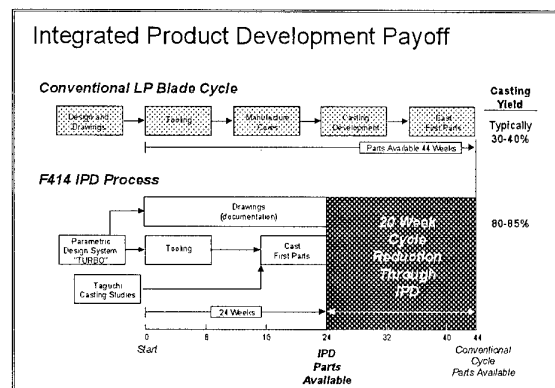 Integrated Product Development Payoff
Conventional LP Blade Cycle
Casting
Yield
Design and
Drawings
Tooling
Manufacture
Cores
Casting
Development
Cast
First Parts
Typically
30-40%
Parts Available 44 Weeks
F414 IPD Process
Drawings
(documentation)
20 Week
Cycle
Reduction
Through
IPD
80-85%
Parametric
Design System
"TURBO"
Tooling
Cast
First Parts
Taguchi
Casting Studies
24 Weeks
0 8 16 24 32 40 44
Start
IPD
Parts
Available
Conventional
Cycle
Parts Available